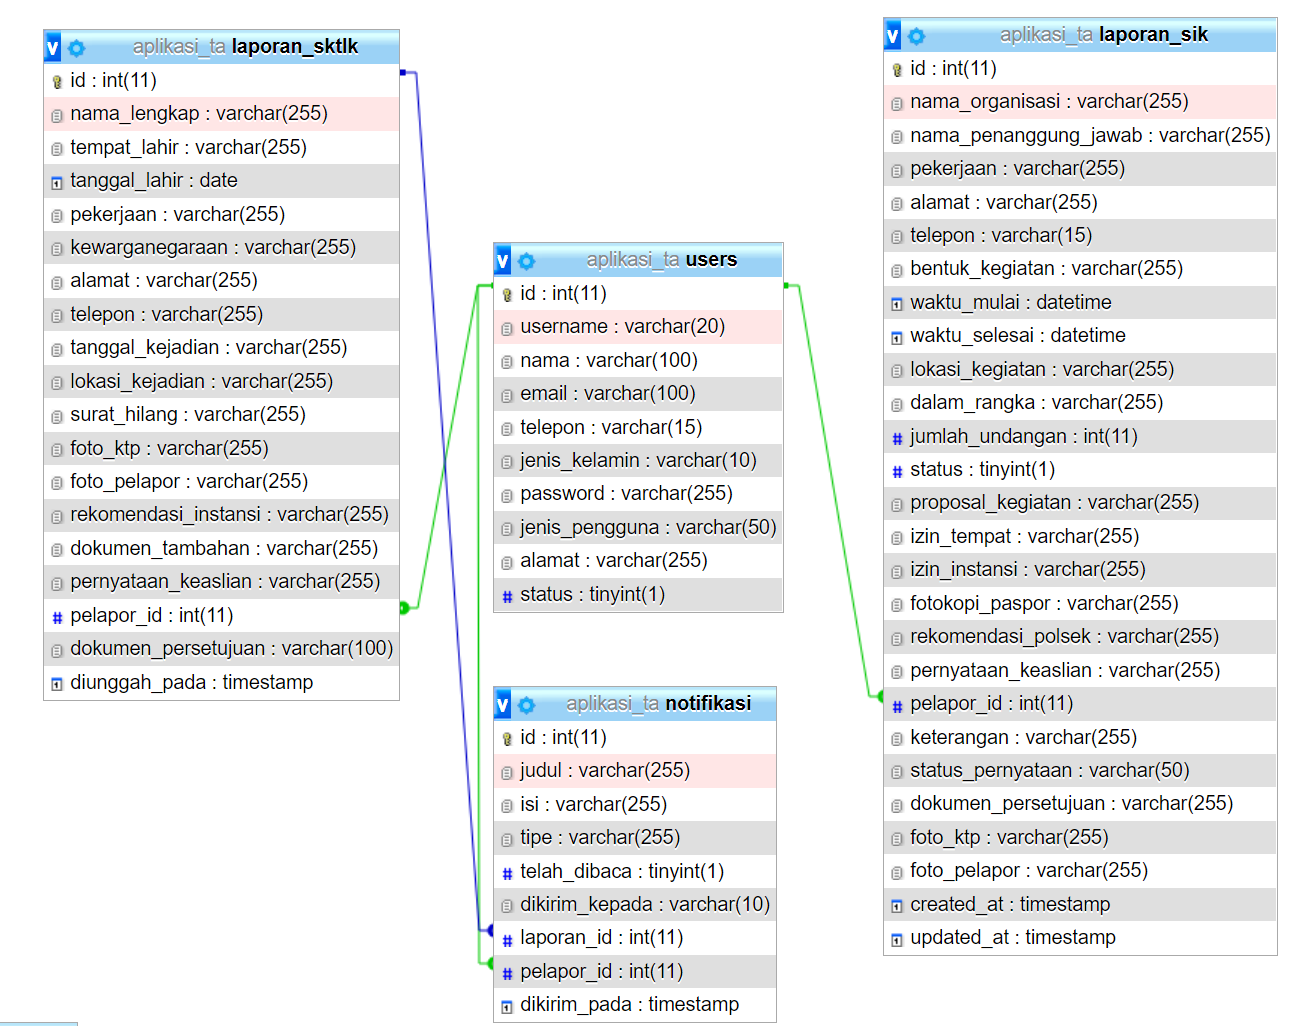 aplikasi_ta laporan_sktlk
id : int(11)
nama_lengkap : varchar(255)
tempat_lahir : varchar(255)
tanggal_lahir : date
pekerjaan : varchar(255)
kewarganegaraan : varchar(255)
alamat : varchar(255)
telepon : varchar(255)
tanggal_kejadian : varchar(255)
lokasi_kejadian : varchar(255)
surat_hilang : varchar(255)
foto_ktp : varchar(255)
foto_pelapor : varchar(255)
rekomendasi_instansi : varchar(255)
dokumen_tambahan : varchar(255)
pernyataan_keaslian : varchar(255)
pelapor_id : int(11)
dokumen_persetujuan : varchar(100)
diunggah_pada : timestamp
aplikasi_ta users
id : int(11)
username : varchar(20)
nama : varchar(100)
email : varchar(100)
telepon : varchar(15)
jenis_kelamin : varchar(10)
password : varchar(255)
jenis_pengguna : varchar(50)
alamat : varchar(255)
status : tinyint(1)
aplikasi_ta notifikasi
id : int(11)
judul : varchar(255)
isi : varchar(255)
tipe : varchar(255)
telah_dibaca : tinyint(1)
dikirim_kepada : varchar(10)
laporan_id : int(11)
pelapor_id : int(11)
dikirim_pada : timestamp
aplikasi_ta laporan_sik
id : int(11)
nama_organisasi : varchar(255)
nama_penanggung_jawab : varchar(255)
pekerjaan : varchar(255)
alamat : varchar(255)
telepon : varchar(15)
bentuk_kegiatan : varchar(255)
waktu_mulai : datetime
waktu_selesai : datetime
lokasi_kegiatan : varchar(255)
dalam_rangka : varchar(255)
jumlah_undangan : int(11)
status : tinyint(1)
proposal_kegiatan : varchar(255)
izin_tempat : varchar(255)
izin_instansi : varchar(255)
fotokopi_paspor : varchar(255)
rekomendasi_polsek : varchar(255)
pernyataan_keaslian : varchar(255)
pelapor_id : int(11)
keterangan : varchar(255)
status_pernyataan : varchar(50)
dokumen_persetujuan : varchar(255)
foto_ktp : varchar(255)
foto_pelapor : varchar(255)
created_at : timestamp
updated_at : timestamp